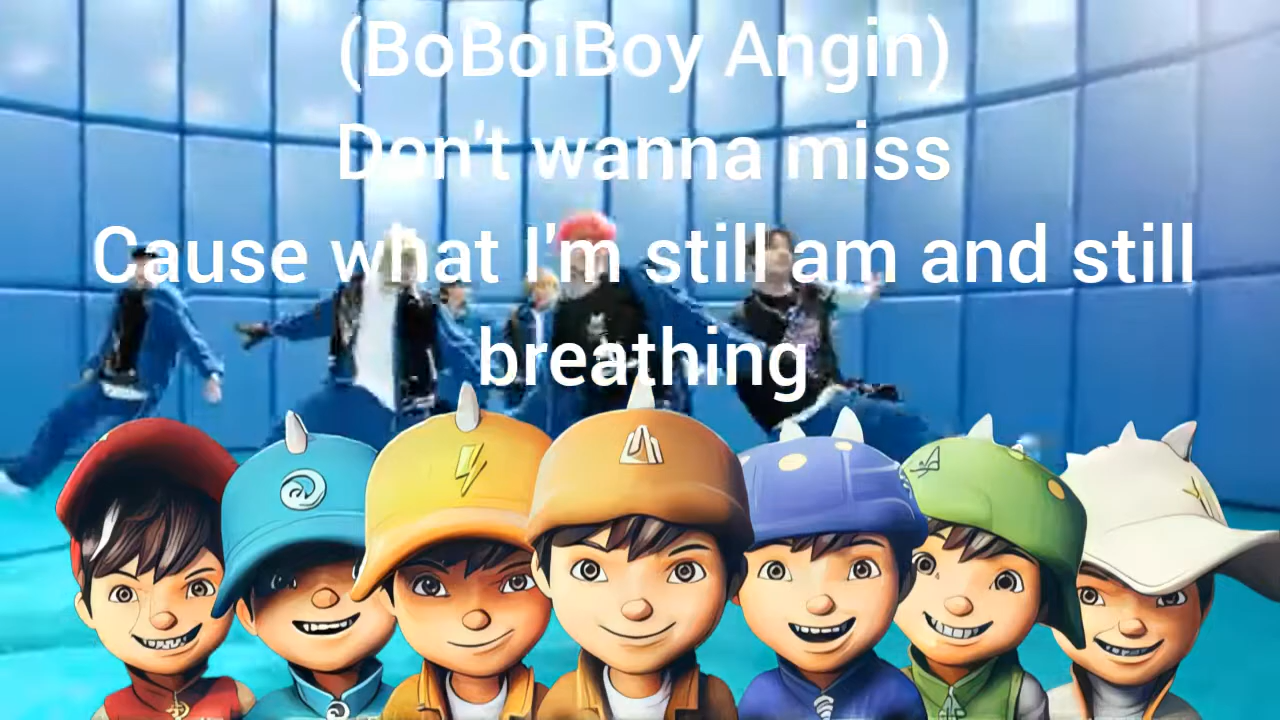 (BoBoiBoy Angin)
Don't wanna miss
Cause what I'm still am and still
breathing